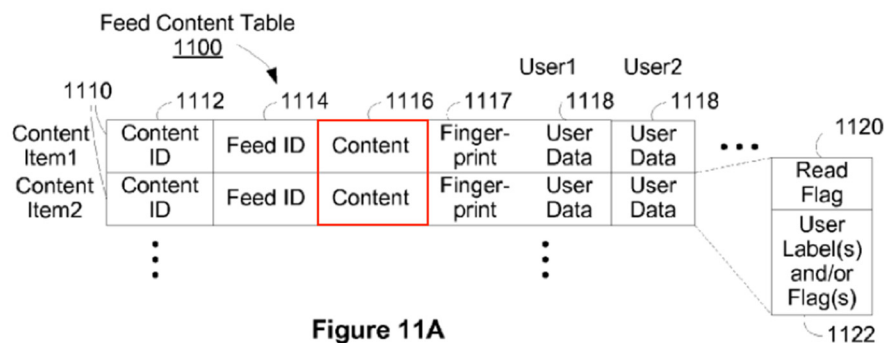 Feed Content Table
1100
User1 User2
1110 1112 1114 1116 1117 1118 1118
Content Item1 Content ID Feed ID Content Finger-print User Data User Data
Content Item2 Content ID Feed ID Content Finger-print User Data User Data
1120
Read
Flag
User
Label(s)
and/or
Flag(s)
1122
Figure 11A